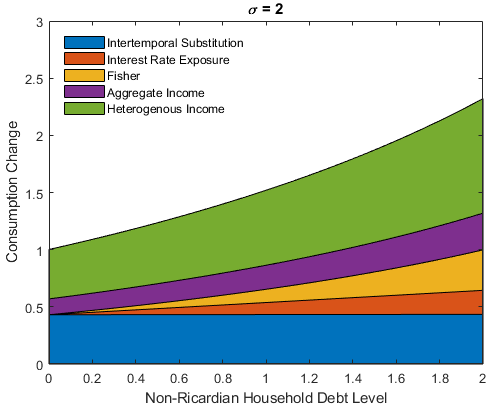 σ = 2
3
2.5
2
1.5
1
0.5
0
Consumption Change
Intertemporal Substitution
Interest Rate Exposure
Fisher
Aggregate Income
Heterogenous Income
0 0.2 0.4 0.6 0.8 1 1.2 1.4 1.6 1.8 2
Non-Ricardian Household Debt Level